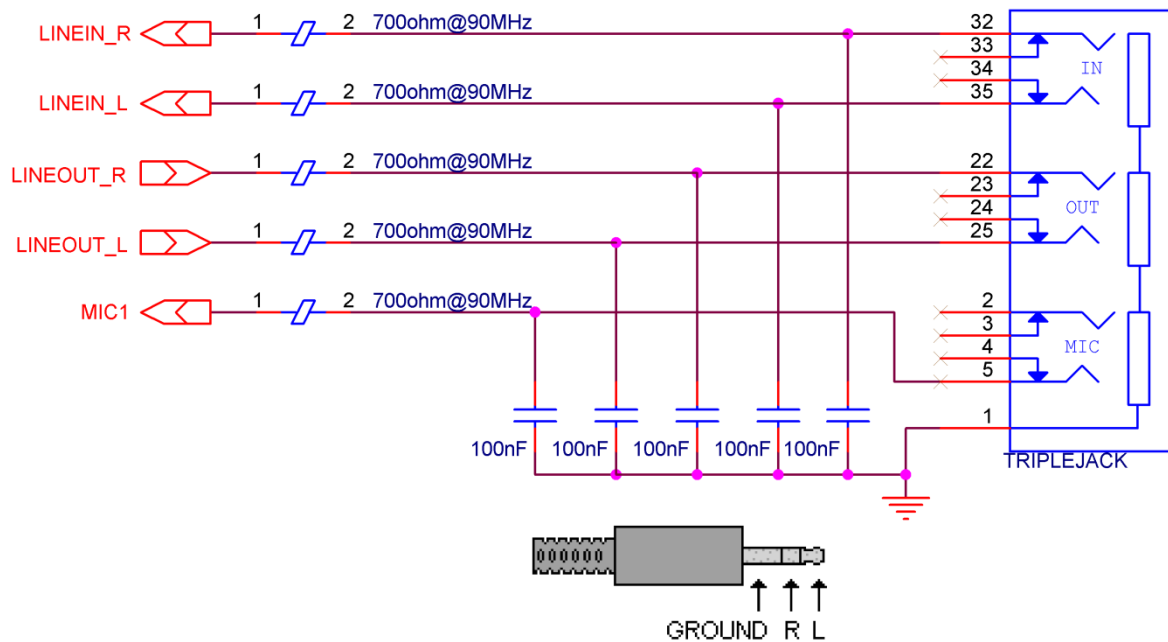 LINEIN_R 1 2 700ohm@90MHz 32
33
IN
34
LINEIN_L 1 2 700ohm@90MHz 35
LINEOUT_R 1 2 700ohm@90MHz 22
23
OUT
24
LINEOUT_L 1 2 700ohm@90MHz 25
MIC1 1 2 700ohm@90MHz 2
3
MIC
4
5
1
100nF 100nF 100nF 100nF 100nF
TRIPLEJACK
GROUND R L